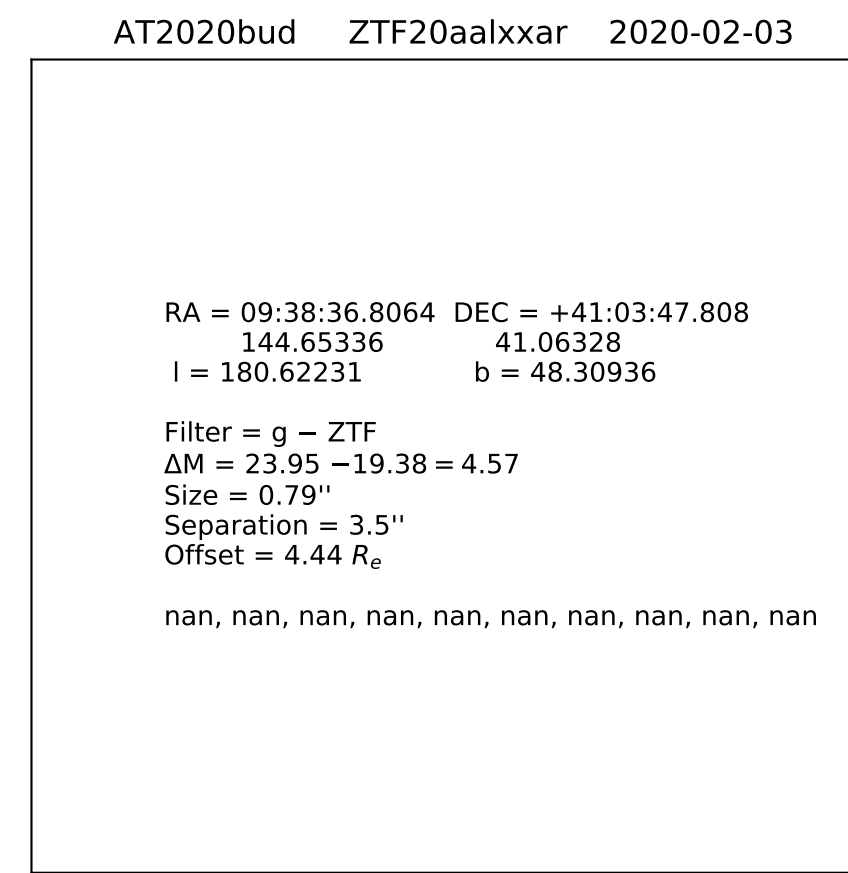 AT2020bud ZTF20aalxxar 2020-02-03
RA = 09:38:36.8064 DEC = +41:03:47.808
144.65336 41.06328
l = 180.62231 b = 48.30936
Filter = g − ZTF
ΔM = 23.95 −19.38 = 4.57
Size = 0.79''
Separation = 3.5''
Offset = 4.44 Rₑ
nan, nan, nan, nan, nan, nan, nan, nan, nan, nan